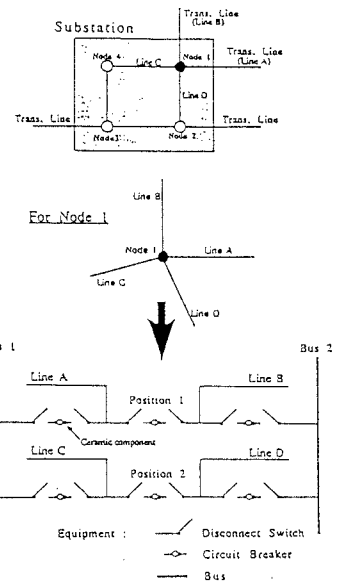 Trans. Line
(Line B)
Substation
Node 4
Line C
Node 1
Trans. Line
(Line A)
Line D
Trans. Line
Node3
Node 2
Trans. Line
Line B
For Node 1
Node 1
Line A
Line C
Line D
s 1
Bus 2
Line A
Position 1
Line B
Ceramic component
Line C
Position 2
Line D
Equipment :
Disconnect Switch
Circuit Breaker
Bus